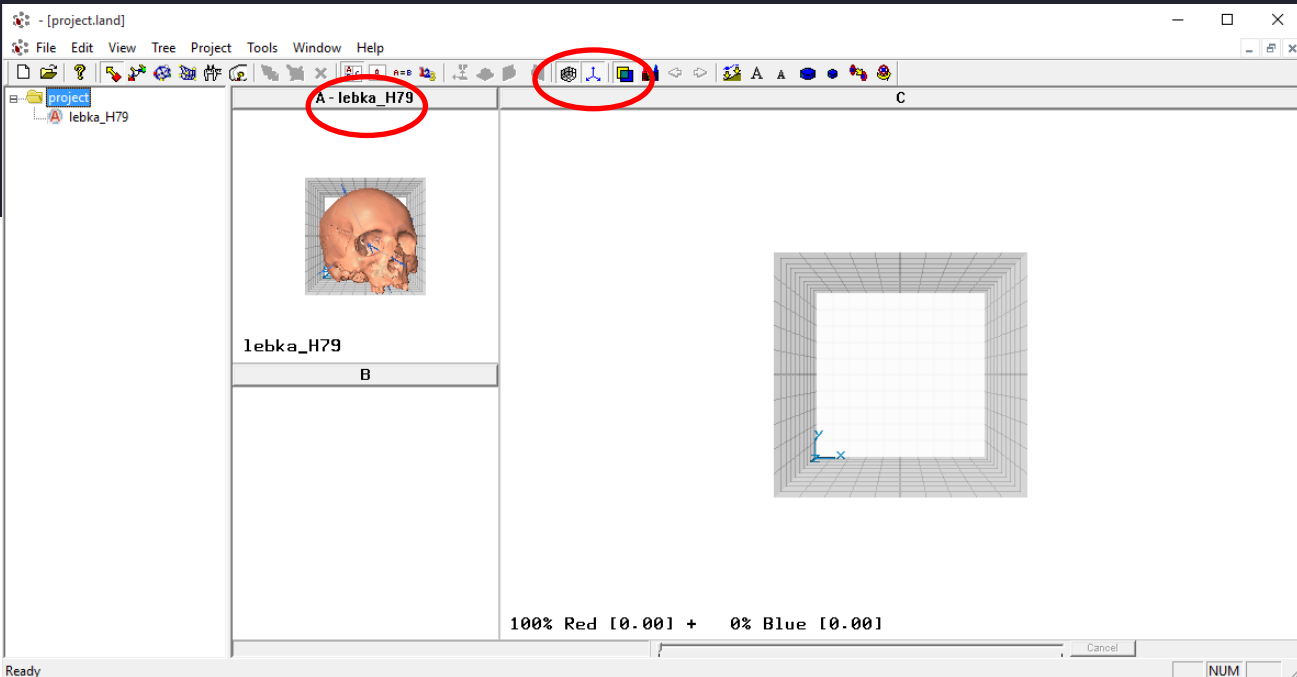 - [project.land]
File Edit View Tree Project Tools Window Help
A=B 123 A A
project
A - lebka_H79
C
A lebka_H79
lebka_H79
B
Y
Z X
100% Red [0.00] + 0% Blue [0.00]
Cancel
Ready
NUM